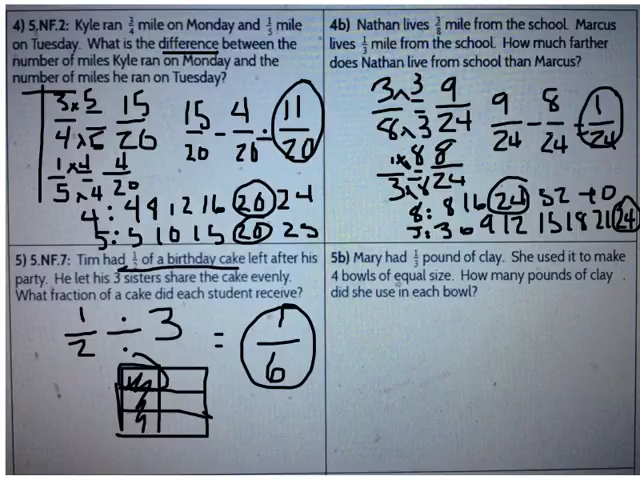 4) 5.NF.2: Kyle ran 3/4 mile on Monday and 1/5 mile
on Tuesday. What is the difference between the
number of miles Kyle ran on Monday and the
number of miles he ran on Tuesday?
3 × 5 / 4 × 5 = 15/20
15/20 - 4/20 = 11/20
1 × 4 / 5 × 4 = 4/20
4: 4 9 12 16 20 24
5: 5 10 15 20 25
4b) Nathan lives 3/8 mile from the school. Marcus
lives 1/3 mile from the school. How much farther
does Nathan live from school than Marcus?
3 × 3 / 8 × 3 = 9/24
9/24 - 8/24 = 1/24
1 × 8 / 3 × 8 = 8/24
8: 8 16 24 32 40
3: 3 6 9 12 15 18 21 24
5) 5.NF.7: Tim had 1/2 of a birthday cake left after his
party. He let his 3 sisters share the cake evenly.
What fraction of a cake did each student receive?
1/2 ÷ 3 = 1/6
5b) Mary had 1/3 pound of clay. She used it to make
4 bowls of equal size. How many pounds of clay
did she use in each bowl?